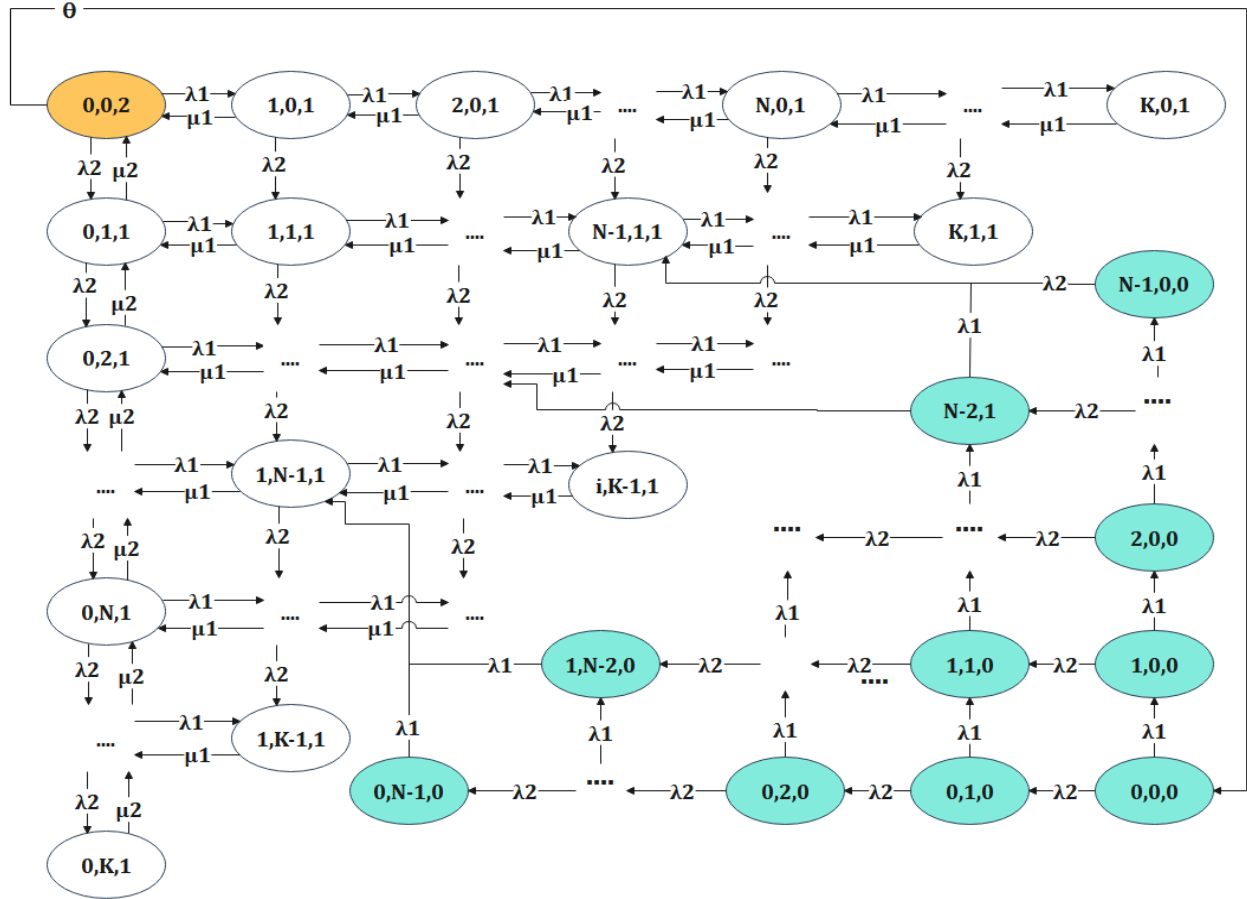 θ
0,0,2 λ1 μ1 1,0,1 λ1 μ1 2,0,1 λ1 μ1 .... λ1 μ1 N,0,1 λ1 μ1 .... λ1 μ1 K,0,1
λ2 μ2 λ2 λ2 λ2 λ2 λ2
0,1,1 λ1 μ1 1,1,1 λ1 μ1 .... λ1 μ1 N-1,1,1 λ1 μ1 .... λ1 μ1 K,1,1
λ2 μ2 λ2 λ2 λ2 λ2 λ2 N-1,0,0
λ1 λ1
0,2,1 λ1 μ1 .... λ1 μ1 .... λ1 μ1 .... λ1 μ1 ....
λ2 μ2 λ2 λ2 λ2 N-2,1 λ2 ....
.... λ1 μ1 1,N-1,1 λ1 μ1 .... λ1 μ1 i,K-1,1 λ1 λ1
λ2 μ2 λ2 λ2 .... λ2 .... λ2 2,0,0
0,N,1 λ1 μ1 .... λ1 μ1 .... λ1 λ1 λ1
λ2 μ2 λ2 λ1 1,N-2,0 λ2 λ2 .... 1,1,0 λ2 1,0,0
.... λ1 μ1 1,K-1,1 λ1 λ1 λ1 λ1 λ1
λ2 μ2 0,N-1,0 λ2 .... λ2 0,2,0 λ2 0,1,0 λ2 0,0,0
0,K,1